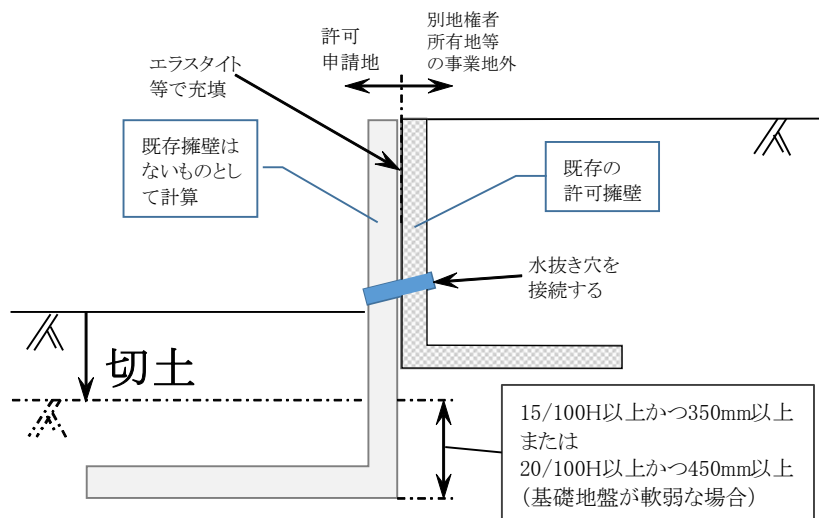 許可
申請地
別地権者
所有地等
の事業地外
エラスタイト
等で充填
既存擁壁は
ないものとし
て計算
既存の
許可擁壁
水抜き穴を
接続する
切土
15/100H以上かつ350mm以上
または
20/100H以上かつ450mm以上
（基礎地盤が軟弱な場合）